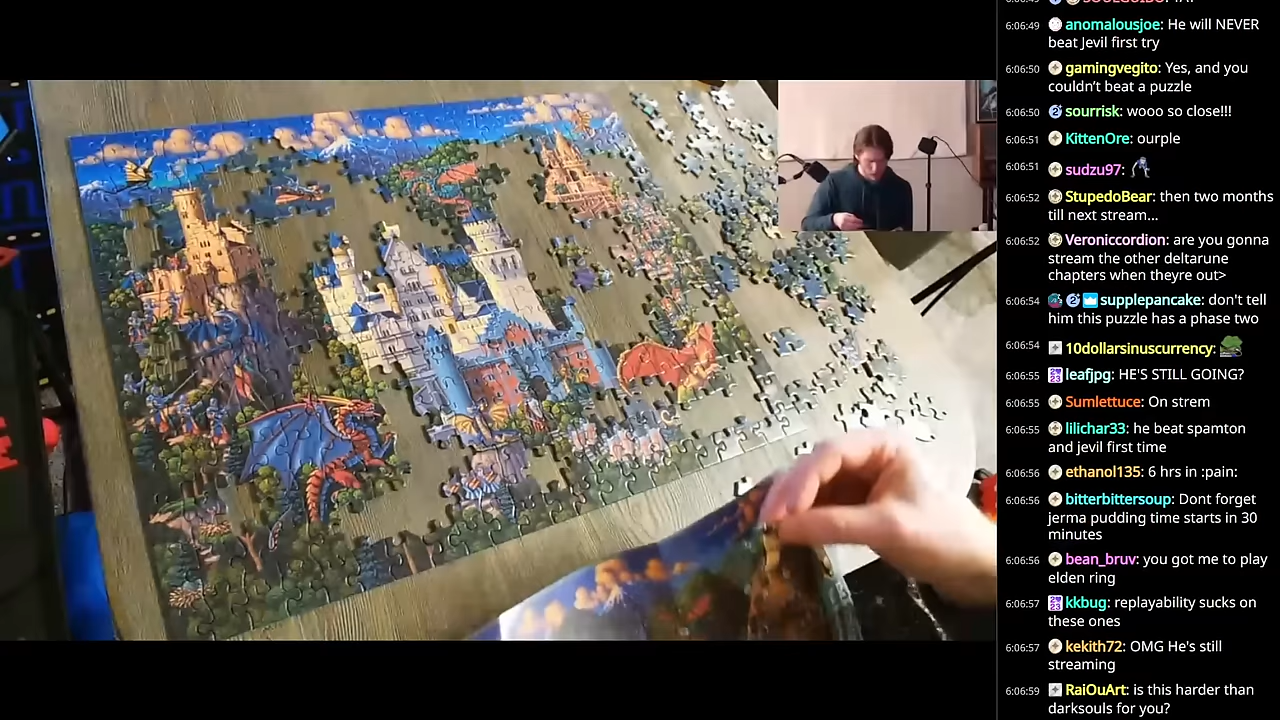 6:06:49 anomalousjoe: He will NEVER
beat Jevil first try
6:06:50 gamingvegito: Yes, and you
couldn't beat a puzzle
6:06:50 sourrisk: wooo so close!!!
6:06:51 KittenOre: ourple
6:06:51 sudzu97:
6:06:52 StupedoBear: then two months
till next stream...
6:06:52 Veroniccordion: are you gonna
stream the other deltarune
chapters when theyre out>
6:06:54 supplepancake: don't tell
him this puzzle has a phase two
6:06:54 10dollarsinuscurrency:
6:06:55 leafjpg: HE'S STILL GOING?
6:06:55 Sumlettuce: On strem
6:06:55 lilichar33: he beat spamton
and jevil first time
6:06:56 ethanol135: 6 hrs in :pain:
6:06:56 bitterbittersoup: Dont forget
jerma pudding time starts in 30
minutes
6:06:56 bean_bruv: you got me to play
elden ring
6:06:57 kkbug: replayability sucks on
these ones
6:06:57 kekith72: OMG He's still
streaming
6:06:59 RaiOuArt: is this harder than
darksouls for you?